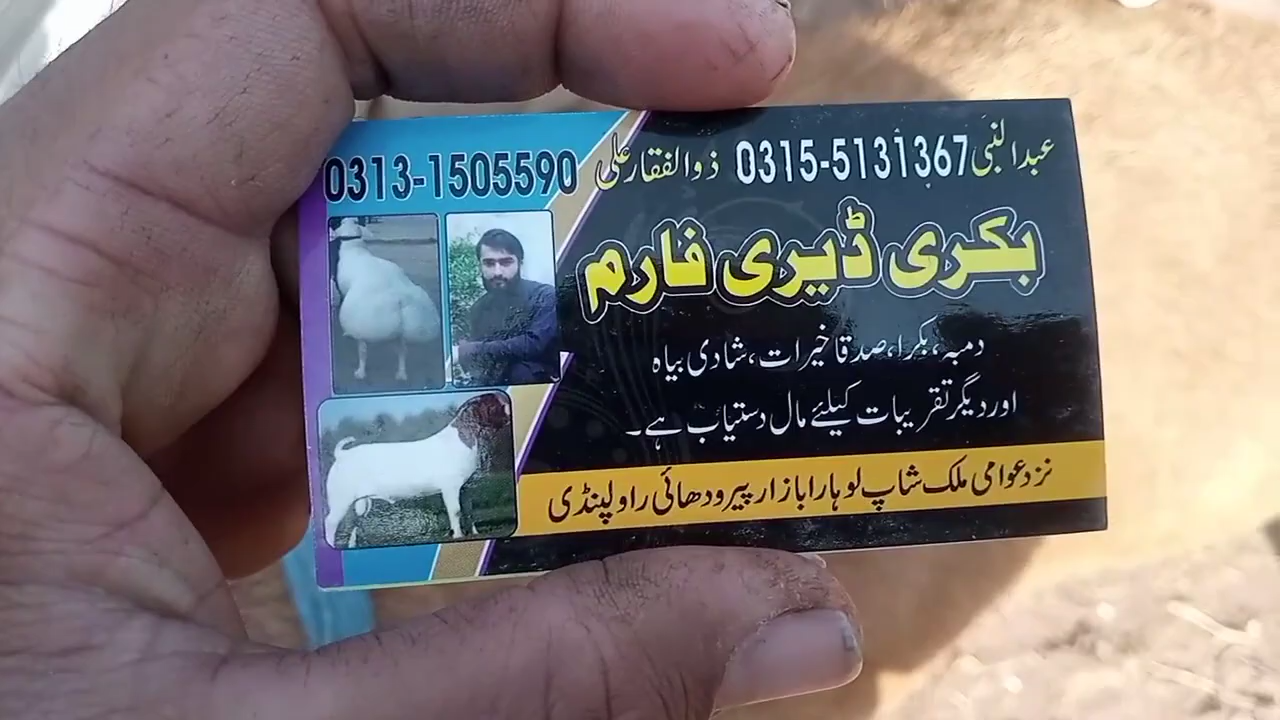 عبدالنبی 0315-5131367 ذوالفقار علی 0313-1505590
بکری ڈیری فارم
دمبہ، بکرا، صدقا خیرات، شادی بیاہ
اور دیگر تقریبات کیلئے مال دستیاب ہے۔
نزد عوامی ملک شاپ لوہارا بازار پیرودھائی راولپنڈی